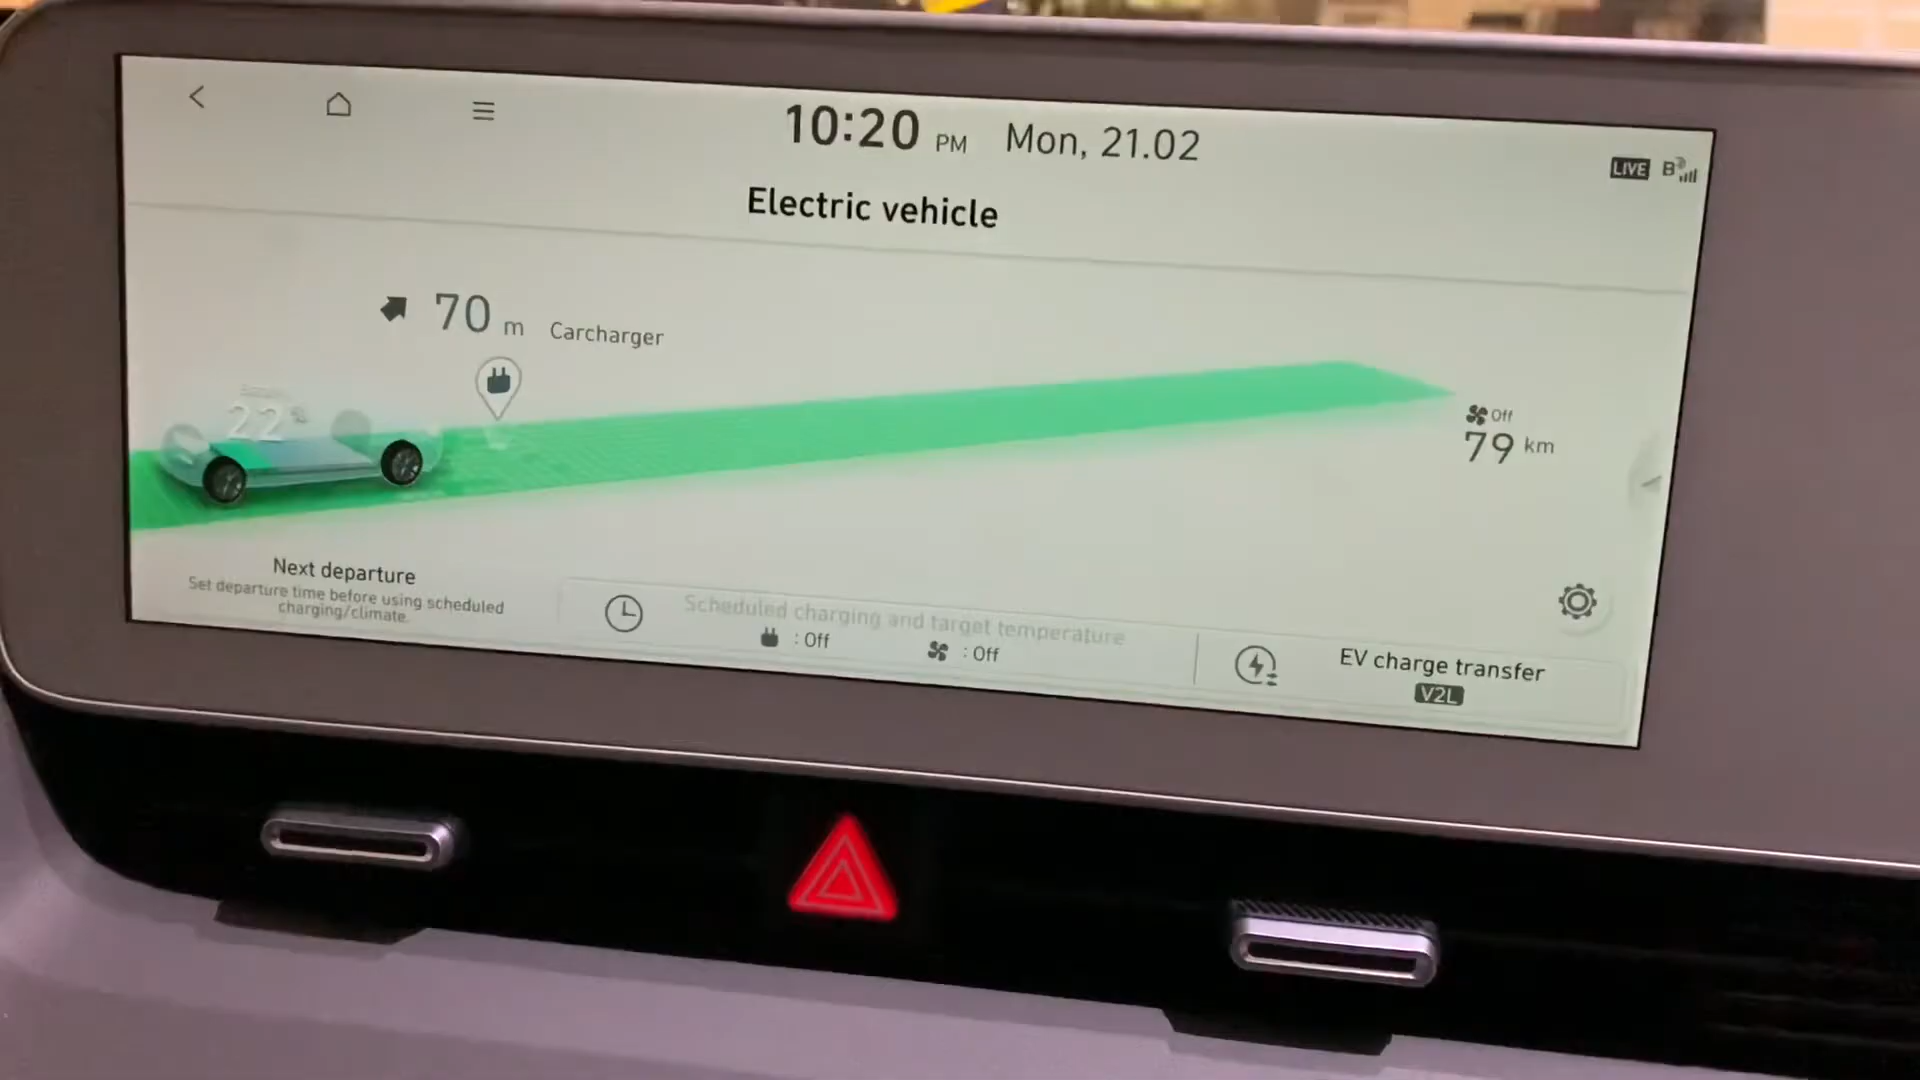 10:20 PM Mon, 21.02
LIVE
Electric vehicle
70 m Carcharger
22 %
Off
79 km
Next departure
Set departure time before using scheduled
charging/climate.
Scheduled charging and target temperature
: Off : Off
EV charge transfer
V2L